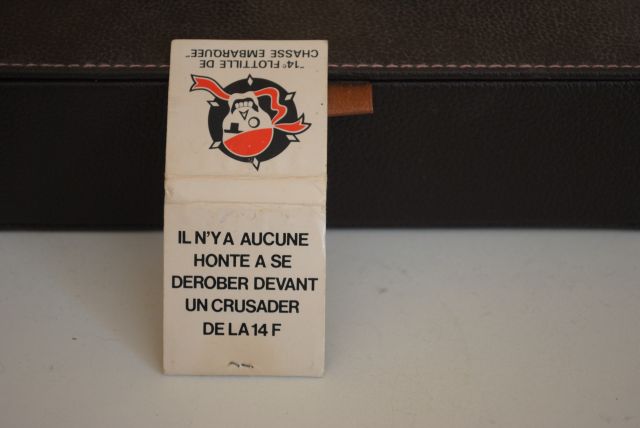 "14e FLOTTILLE DE
CHASSE EMBARQUEE"
IL N'Y A AUCUNE
HONTE A SE
DEROBER DEVANT
UN CRUSADER
DE LA 14 F